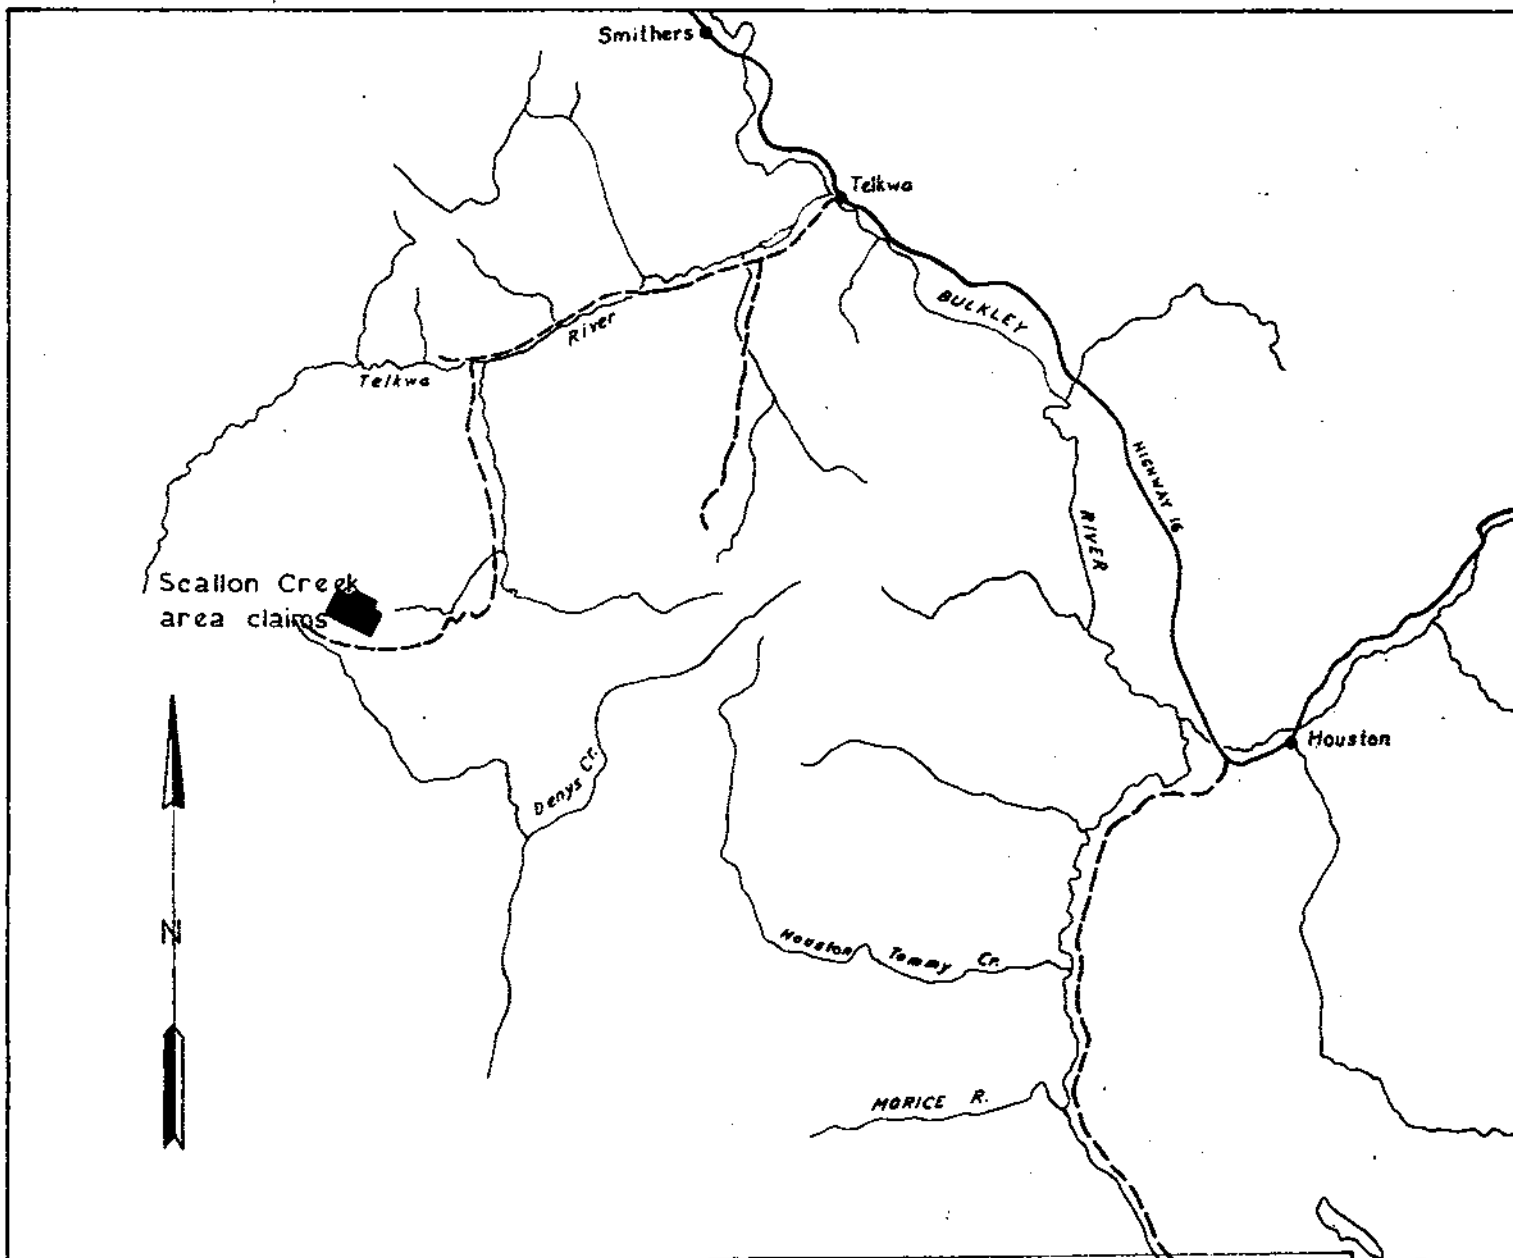 Smithers
Telkwa
BULKLEY
River
Telkwa
HIGHWAY 16
RIVER
Scallon Creek
area claims
Houston
Denys Cr.
N
Houston Tommy Cr.
MORICE R.